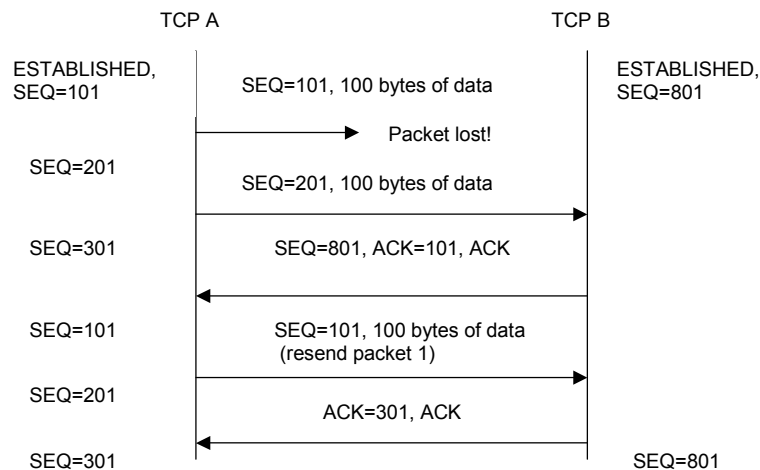 TCP A
TCP B
ESTABLISHED,
SEQ=101
SEQ=101, 100 bytes of data
ESTABLISHED,
SEQ=801
Packet lost!
SEQ=201
SEQ=201, 100 bytes of data
SEQ=301
SEQ=801, ACK=101, ACK
SEQ=101
SEQ=101, 100 bytes of data
(resend packet 1)
SEQ=201
ACK=301, ACK
SEQ=301
SEQ=801